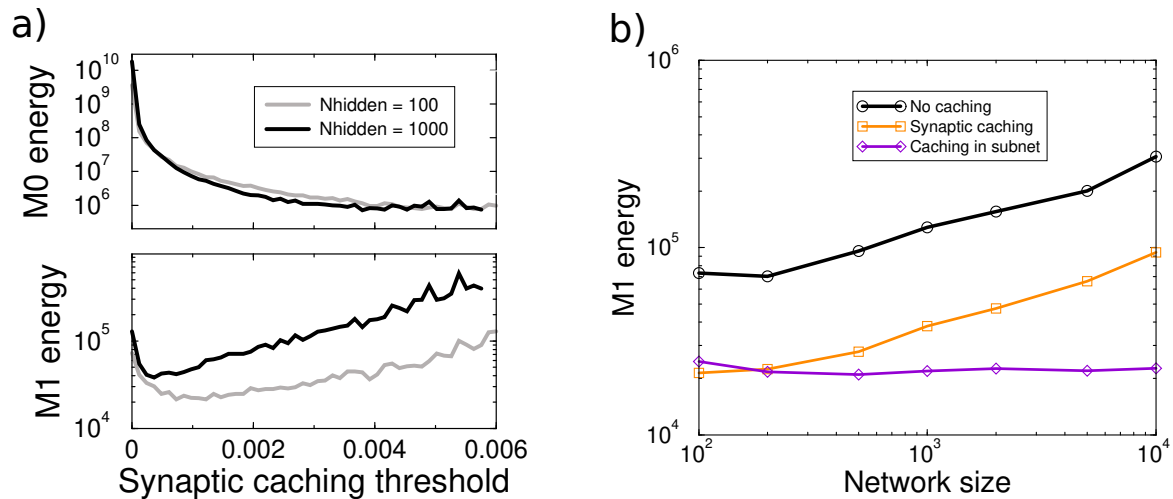 a)
10^10
10^9
10^8
10^7
10^6
M0 energy
Nhidden = 100
Nhidden = 1000
10^5
10^4
M1 energy
0
0.002
0.004
0.006
Synaptic caching threshold
b)
10^6
10^5
10^4
M1 energy
No caching
Synaptic caching
Caching in subnet
10^2
10^3
10^4
Network size